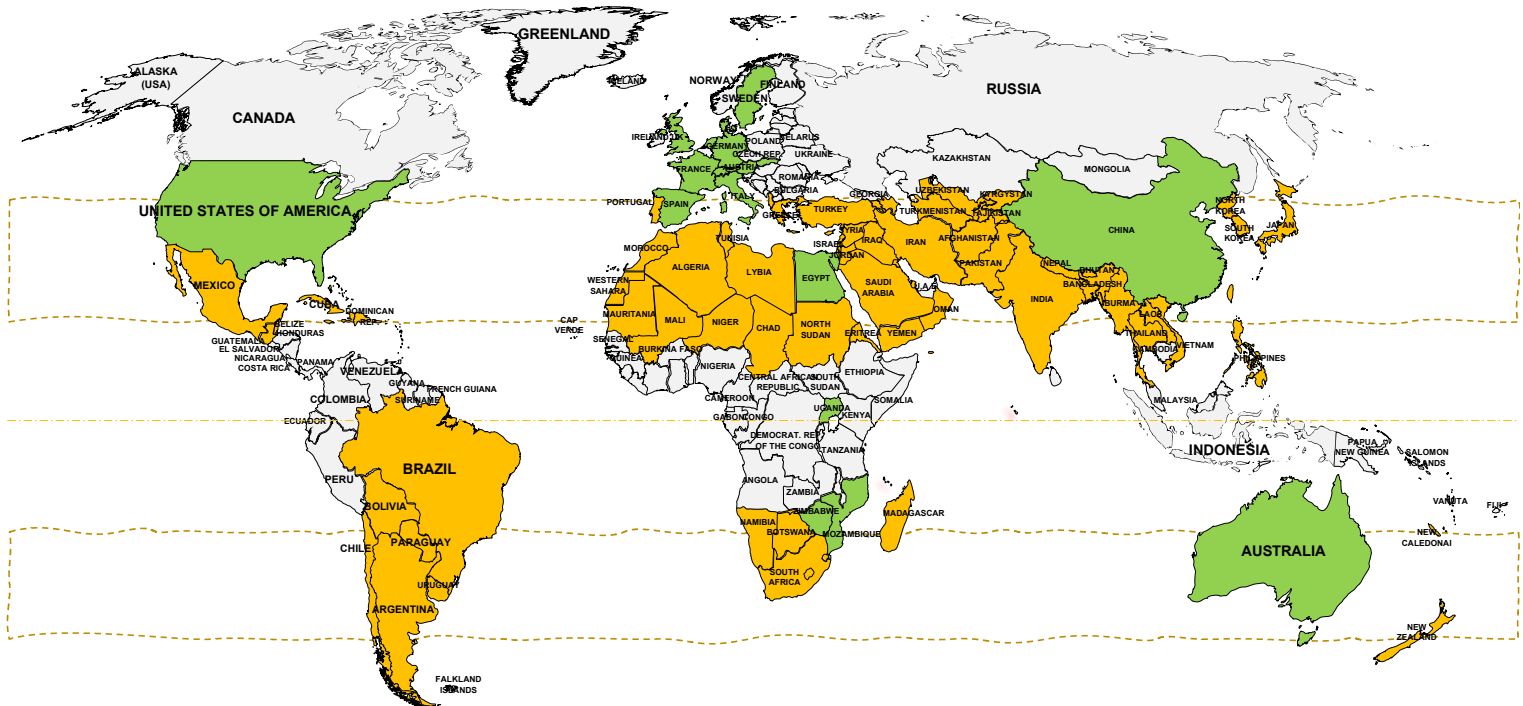 GREENLAND
ALASKA
(USA)
CANADA
ICELAND
NORWAY
SWEDEN
FINLAND
RUSSIA
IRELAND
UK
GERMANY
POLAND
BELARUS
CZECH REP.
UKRAINE
FRANCE
AUSTRIA
ROMANIA
BULGARIA
KAZAKHSTAN
MONGOLIA
UNITED STATES OF AMERICA
PORTUGAL
SPAIN
ITALY
GREECE
TURKEY
GEORGIA
UZBEKISTAN
KYRGYSTAN
TURKMENISTAN
TAJIKISTAN
CHINA
NORTH
KOREA
SOUTH
KOREA
JAPAN
MOROCCO
TUNISIA
ALGERIA
LYBIA
EGYPT
ISRAEL
JORDAN
SYRIA
IRAQ
IRAN
AFGHANISTAN
PAKISTAN
NEPAL
BHUTAN
BANGLADESH
INDIA
BURMA
LAOS
THAILAND
CAMBODIA
VIETNAM
PHILIPPINES
SAUDI
ARABIA
U.A.E
OMAN
YEMEN
WESTERN
SAHARA
MAURITANIA
MALI
NIGER
CHAD
NORTH
SUDAN
ERITREA
MEXICO
CUBA
DOMINICAN
REP.
BELIZE
HONDURAS
GUATEMALA
EL SALVADOR
NICARAGUA
COSTA RICA
PANAMA
CAP
VERDE
SENEGAL
GUINEA
BURKINA FASO
NIGERIA
CENTRAL AFRICAN
REPUBLIC
SOUTH
SUDAN
ETHIOPIA
SOMALIA
CAMEROON
GABON
CONGO
UGANDA
KENYA
DEMOCRAT. REP.
OF THE CONGO
TANZANIA
VENEZUELA
GUYANA
FRENCH GUIANA
SURINAME
COLOMBIA
ECUADOR
PERU
BRAZIL
BOLIVIA
CHILE
PARAGUAY
URUGUAY
ARGENTINA
FALKLAND
ISLANDS
ANGOLA
ZAMBIA
ZIMBABWE
NAMIBIA
BOTSWANA
MOZAMBIQUE
MADAGASCAR
SOUTH
AFRICA
MALAYSIA
INDONESIA
PAPUA
NEW GUINEA
SALOMON
ISLANDS
VANUTA
FIJI
NEW
CALEDONAI
AUSTRALIA
NEW
ZEALAND